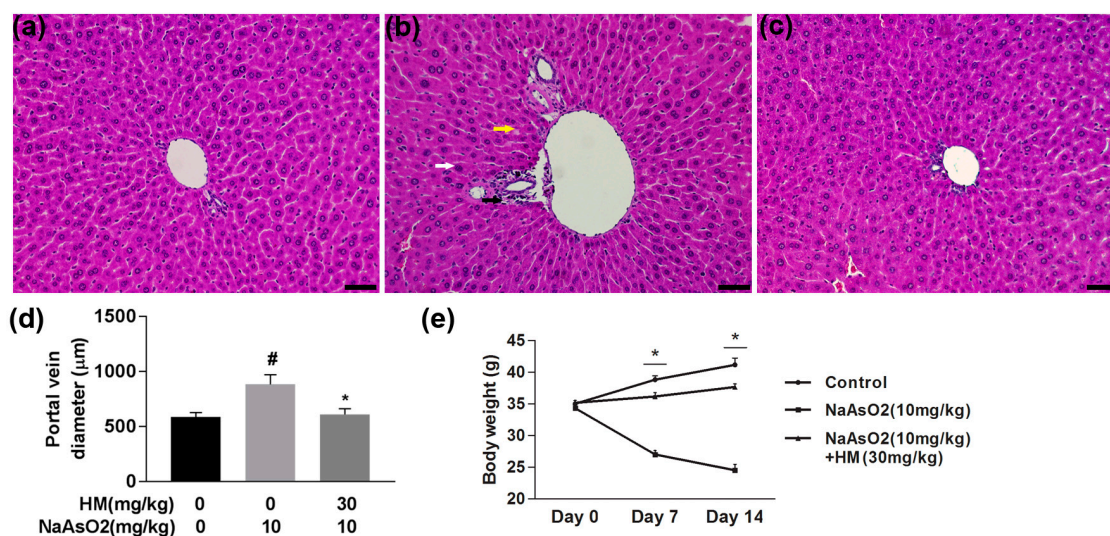 (a)
(b)
(c)
(d)
1500
1000
500
0
Portal vein
diameter (μm)
#
*
HM(mg/kg) 0 0 30
NaAsO2(mg/kg) 0 10 10
(e)
45
40
35
30
25
20
Body weight (g)
*
*
Day 0 Day 7 Day 14
Control
NaAsO2(10mg/kg)
NaAsO2(10mg/kg)
+HM(30mg/kg)